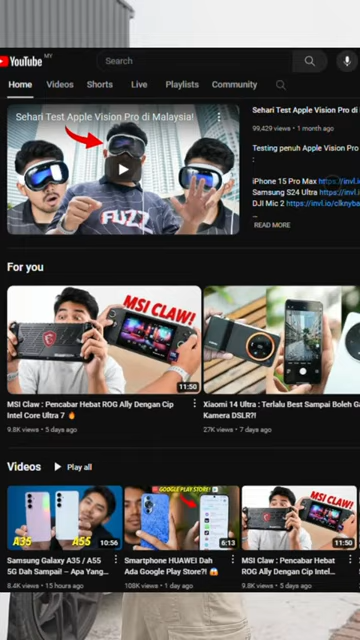 YouTube MY
Search
Home Videos Shorts Live Playlists Community
Sehari Test Apple Vision Pro di Malaysia!
FUZZ
Sehari Test Apple Vision Pro di
99,429 views • 1 month ago
Testing penuh Apple Vision Pro
:
iPhone 15 Pro Max https://invl.i
Samsung S24 Ultra https://invl.i
DJI Mic 2 https://invl.io/clknyba
...
READ MORE
For you
MSI CLAW!
11:50
MSI Claw : Pencabar Hebat ROG Ally Dengan Cip
Intel Core Ultra 7 🔥
9.8K views • 5 days ago
Xiaomi 14 Ultra : Terlalu Best Sampai Boleh Ga
Kamera DSLR?!
27K views • 7 days ago
Videos Play all
A35 A55
10:56
Samsung Galaxy A35 / A55
5G Dah Sampai! – Apa Yang...
8.4K views • 15 hours ago
GOOGLE PLAY STORE!
6:13
Smartphone HUAWEI Dah
Ada Google Play Store?! 😱
108K views • 1 day ago
MSI CLAW!
11:50
MSI Claw : Pencabar Hebat
ROG Ally Dengan Cip Intel...
9.8K views • 5 days ago